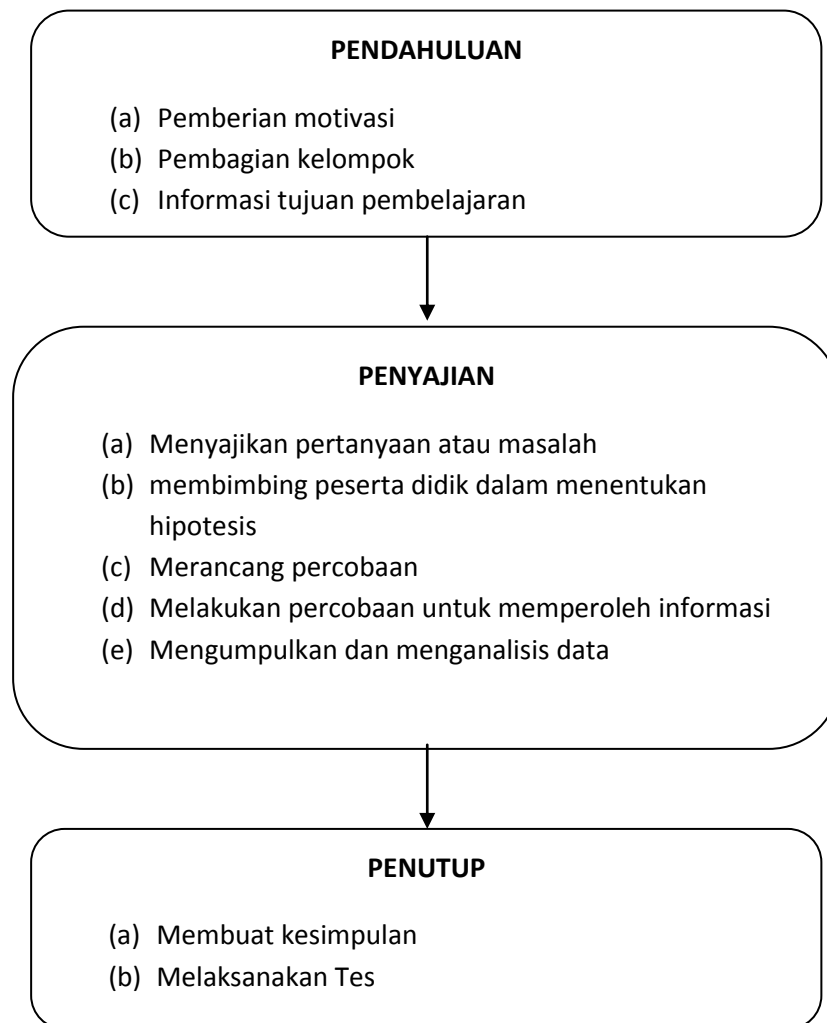 PENDAHULUAN
(a) Pemberian motivasi
(b) Pembagian kelompok
(c) Informasi tujuan pembelajaran
PENYAJIAN
(a) Menyajikan pertanyaan atau masalah
(b) membimbing peserta didik dalam menentukan
hipotesis
(c) Merancang percobaan
(d) Melakukan percobaan untuk memperoleh informasi
(e) Mengumpulkan dan menganalisis data
PENUTUP
(a) Membuat kesimpulan
(b) Melaksanakan Tes